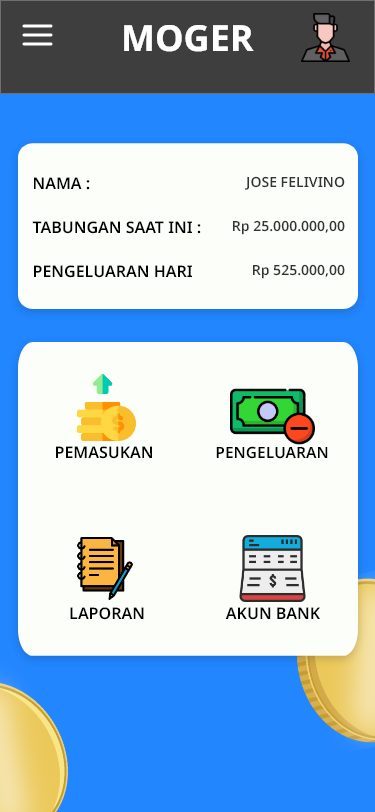 MOGER
NAMA : JOSE FELIVINO
TABUNGAN SAAT INI : Rp 25.000.000,00
PENGELUARAN HARI Rp 525.000,00
PEMASUKAN PENGELUARAN
LAPORAN AKUN BANK